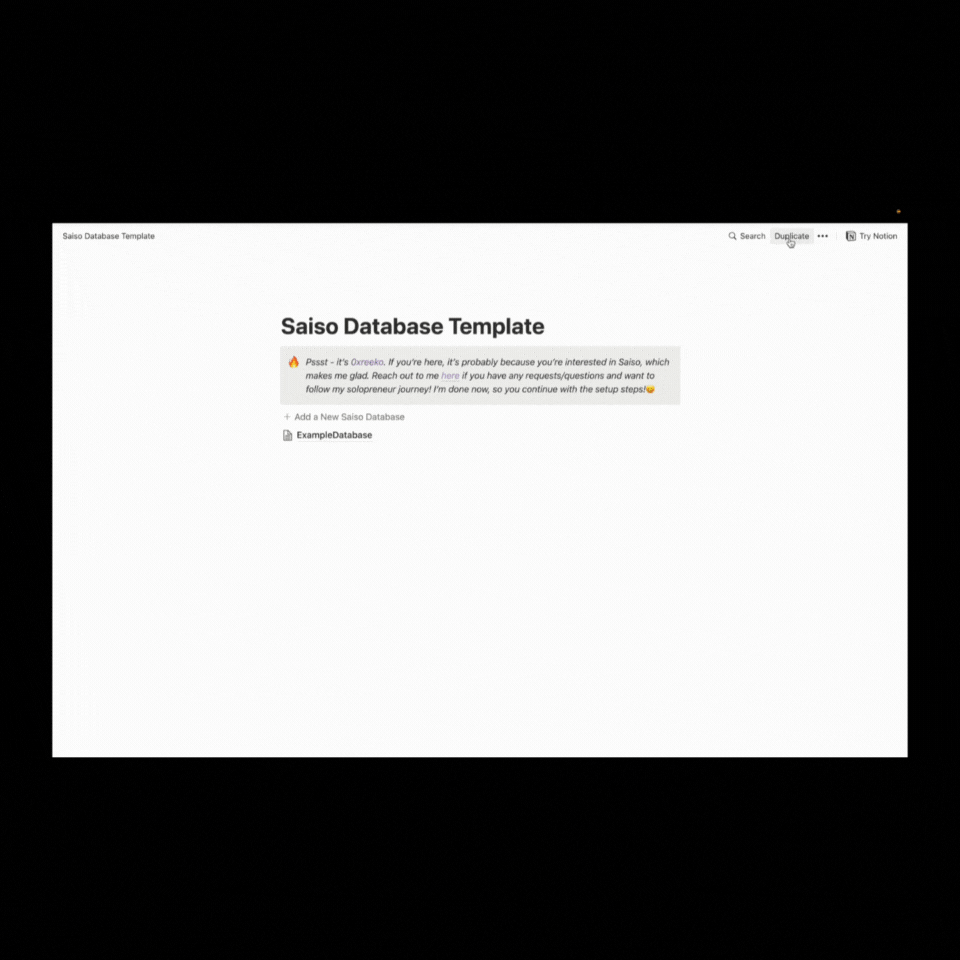 Saiso Database Template
Search Duplicate ••• Try Notion
Saiso Database Template
Pssst - it's 0xreeko. If you're here, it's probably because you're interested in Saiso, which
makes me glad. Reach out to me here if you have any requests/questions and want to
follow my solopreneur journey! I'm done now, so you continue with the setup steps!😄
+ Add a New Saiso Database
ExampleDatabase